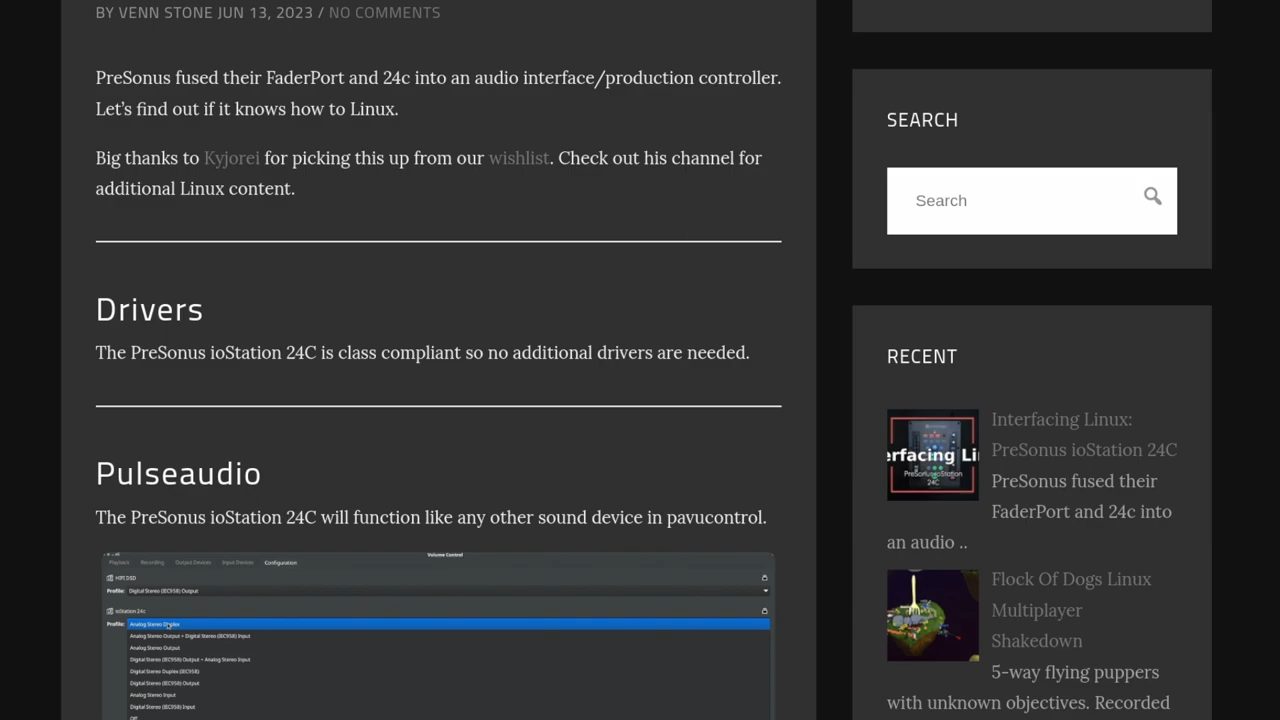 BY VENN STONE JUN 13, 2023 / NO COMMENTS
PreSonus fused their FaderPort and 24c into an audio interface/production controller.
Let’s find out if it knows how to Linux.
Big thanks to Kyjorei for picking this up from our wishlist. Check out his channel for
additional Linux content.
Drivers
The PreSonus ioStation 24C is class compliant so no additional drivers are needed.
Pulseaudio
The PreSonus ioStation 24C will function like any other sound device in pavucontrol.
Volume Control
Playback Recording Output Devices Input Devices Configuration
HIFI DSD
Profile: Digital Stereo (IEC958) Output
ioStation 24c
Profile: Analog Stereo Duplex
Analog Stereo Output + Digital Stereo (IEC958) Input
Analog Stereo Output
Digital Stereo (IEC958) Output + Analog Stereo Input
Digital Stereo Duplex (IEC958)
Digital Stereo (IEC958) Output
Analog Stereo Input
Digital Stereo (IEC958) Input
Off
SEARCH
Search
RECENT
erfacing Li
PreSonus ioStation
24C
Interfacing Linux:
PreSonus ioStation 24C
PreSonus fused their
FaderPort and 24c into
an audio ..
Flock Of Dogs Linux
Multiplayer
Shakedown
5-way flying puppers
with unknown objectives. Recorded